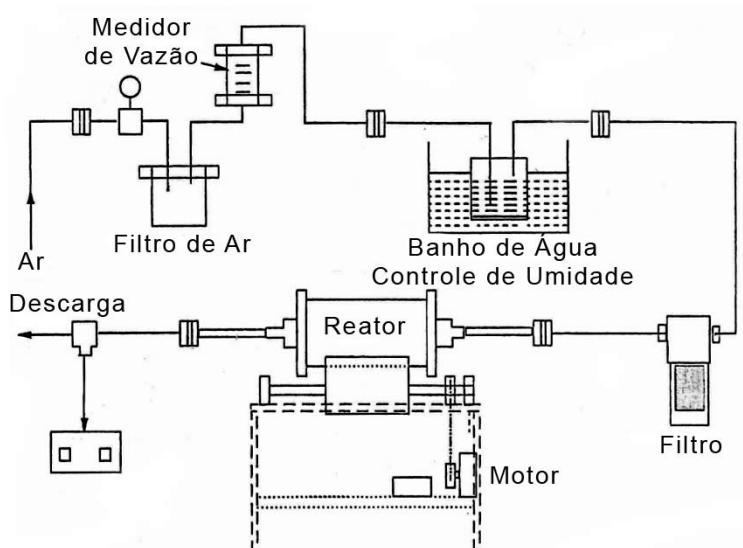 Medidor
de Vazão
Filtro de Ar
Ar
Banho de Água
Controle de Umidade
Descarga
Reator
Filtro
Motor